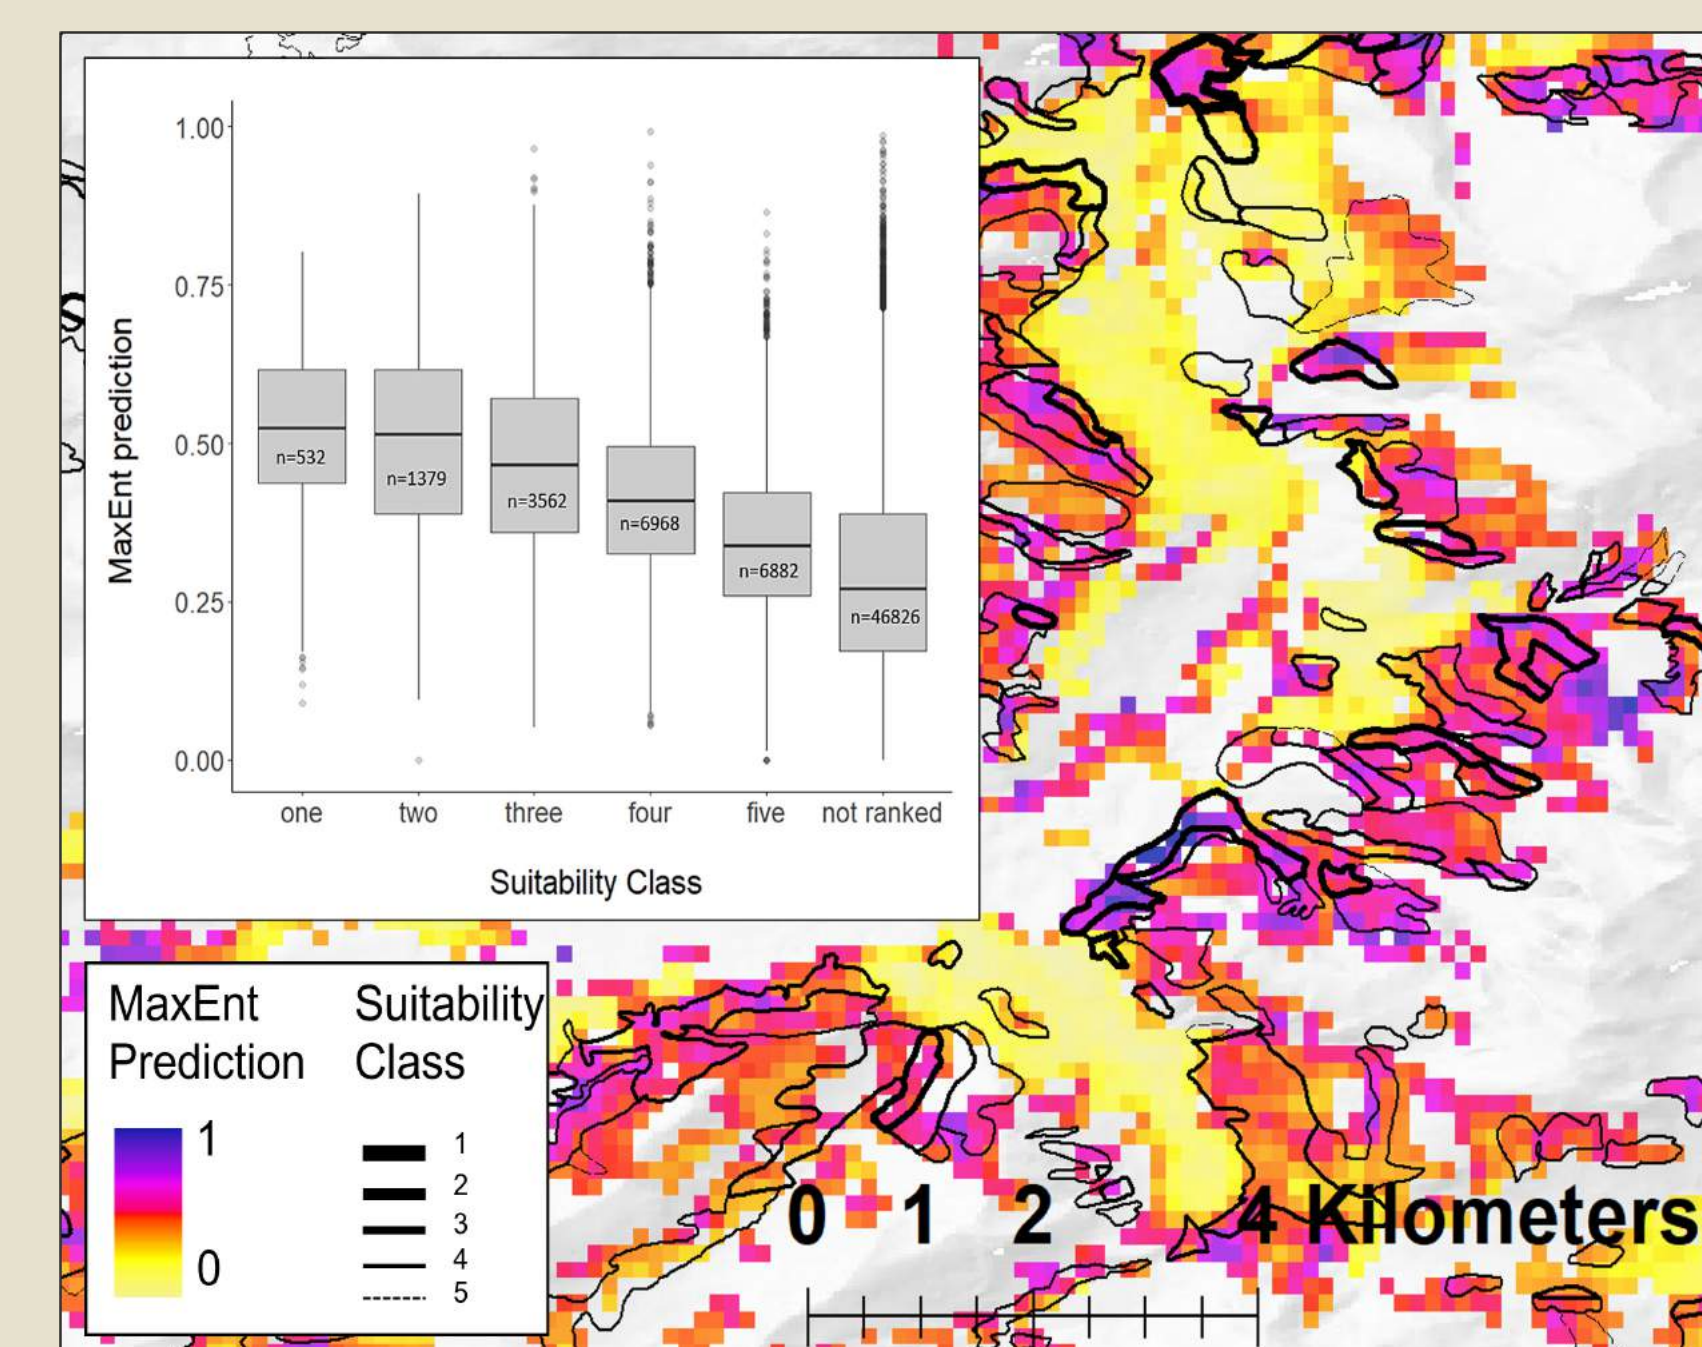 1.00
0.75
0.50
0.25
0.00
MaxEnt prediction
n=532
n=1379
n=3562
n=6968
n=6882
n=46826
one two three four five not ranked
Suitability Class
MaxEnt
Prediction
1
0
Suitability
Class
1
2
3
4
5
0 1 2 4 Kilometers